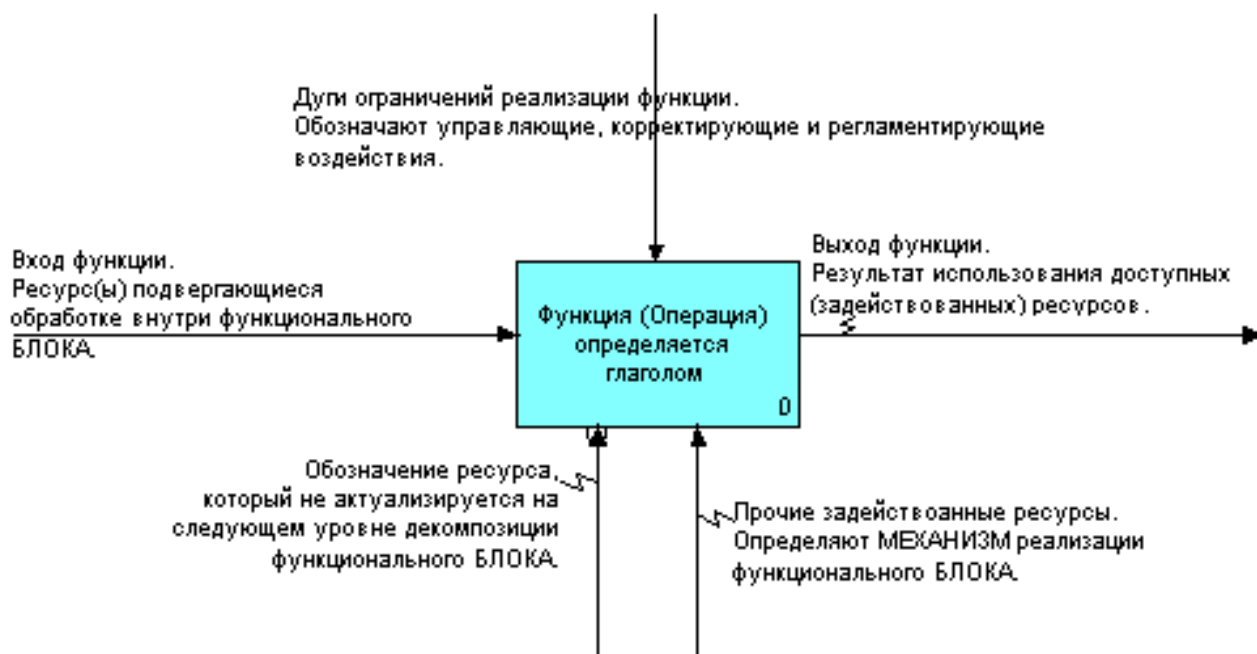 Дуги ограничений реализации функции.
Обозначают управляющие, корректирующие и регламентирующие
воздействия.
Вход функции.
Ресурс(ы) подвергающиеся
обработке внутри функционального
БЛОКА.
Выход функции.
Результат использования доступных
(задействованных) ресурсов.
Функция (Операция)
определяется
глаголом
0
Обозначение ресурса,
который не актуализируется на
следующем уровне декомпозиции
функционального БЛОКА.
Прочие задействоанные ресурсы.
Определяют МЕХАНИЗМ реализации
функционального БЛОКА.